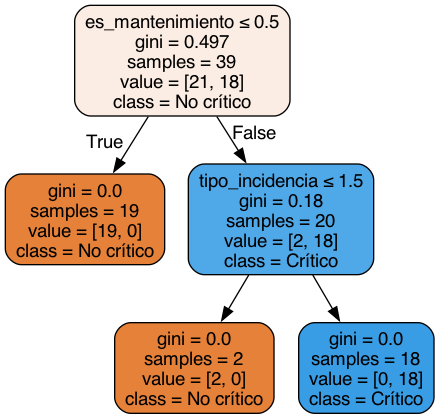 es_mantenimiento ≤ 0.5
gini = 0.497
samples = 39
value = [21, 18]
class = No crítico
True
False
gini = 0.0
samples = 19
value = [19, 0]
class = No crítico
tipo_incidencia ≤ 1.5
gini = 0.18
samples = 20
value = [2, 18]
class = Crítico
gini = 0.0
samples = 2
value = [2, 0]
class = No crítico
gini = 0.0
samples = 18
value = [0, 18]
class = Crítico